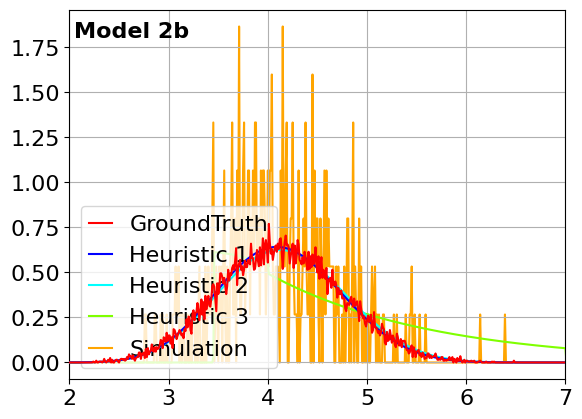 Model 2b
1.75
1.50
1.25
1.00
0.75
0.50
0.25
0.00
GroundTruth
Heuristic 1
Heuristic 2
Heuristic 3
Simulation
2 3 4 5 6 7